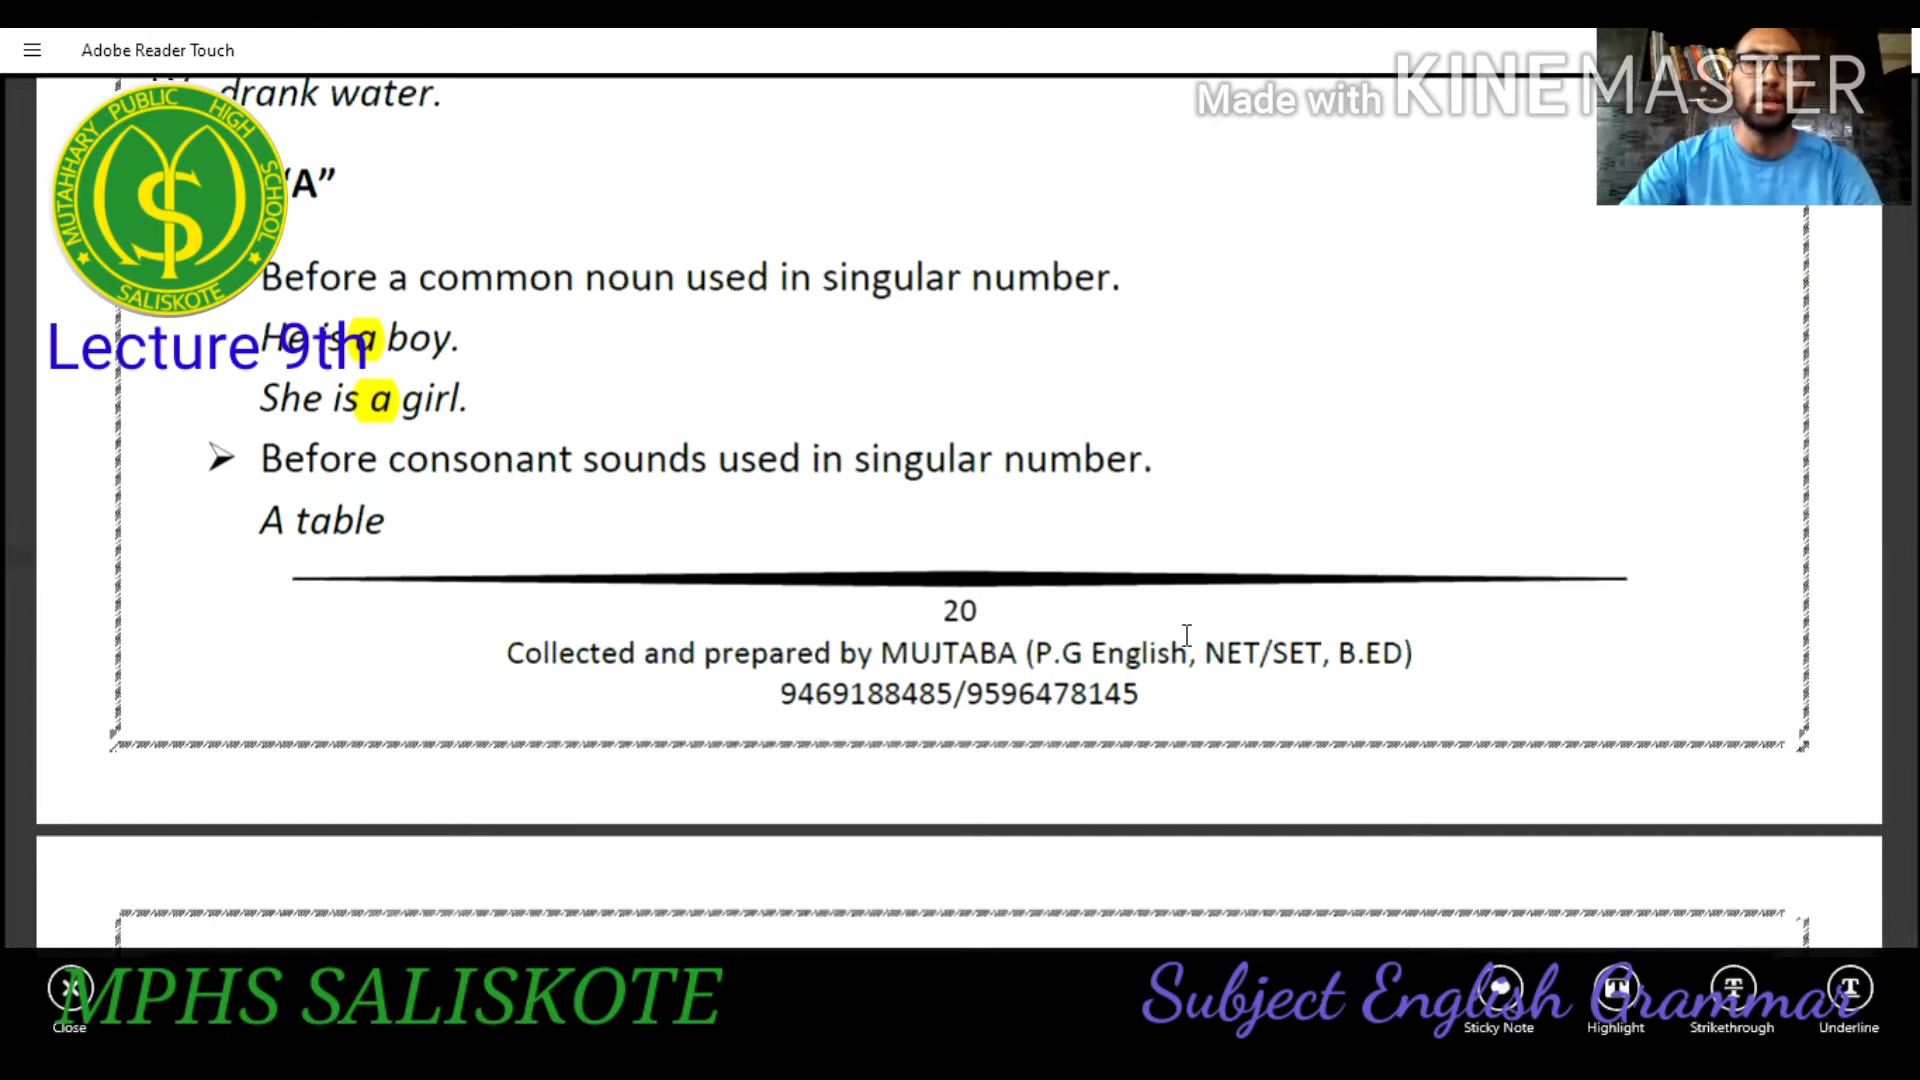 Adobe Reader Touch
Made with KINEMASTER
drank water.
MUTAHHARY PUBLIC HIGH SCHOOL
SALISKOTE
“A”
Before a common noun used in singular number.
He is a boy.
Lecture 9th
She is a girl.
➢ Before consonant sounds used in singular number.
A table
20
Collected and prepared by MUJTABA (P.G English, NET/SET, B.ED)
9469188485/9596478145
MPHS SALISKOTE
Subject English Grammar
Close
Sticky Note
Highlight
Strikethrough
Underline